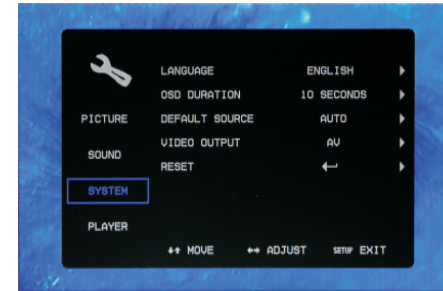 LANGUAGE ENGLISH
OSD DURATION 10 SECONDS
DEFAULT SOURCE AUTO
VIDEO OUTPUT AV
RESET
PICTURE
SOUND
SYSTEM
PLAYER
MOVE ADJUST SETUP EXIT